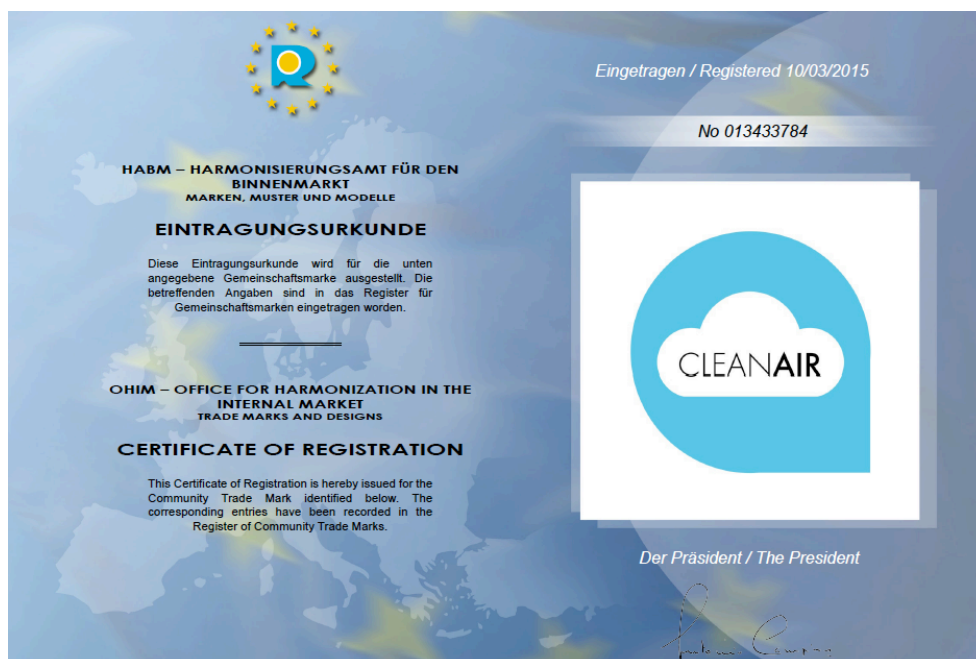 HABM – HARMONISIERUNGSAMT FÜR DEN
BINNENMARKT
MARKEN, MUSTER UND MODELLE
EINTRAGUNGSURKUNDE
Diese Eintragungsurkunde wird für die unten
angegebene Gemeinschaftsmarke ausgestellt. Die
betreffenden Angaben sind in das Register für
Gemeinschaftsmarken eingetragen worden.
OHIM – OFFICE FOR HARMONIZATION IN THE
INTERNAL MARKET
TRADE MARKS AND DESIGNS
CERTIFICATE OF REGISTRATION
This Certificate of Registration is hereby issued for the
Community Trade Mark identified below. The
corresponding entries have been recorded in the
Register of Community Trade Marks.
Eingetragen / Registered 10/03/2015
No 013433784
CLEANAIR
Der Präsident / The President